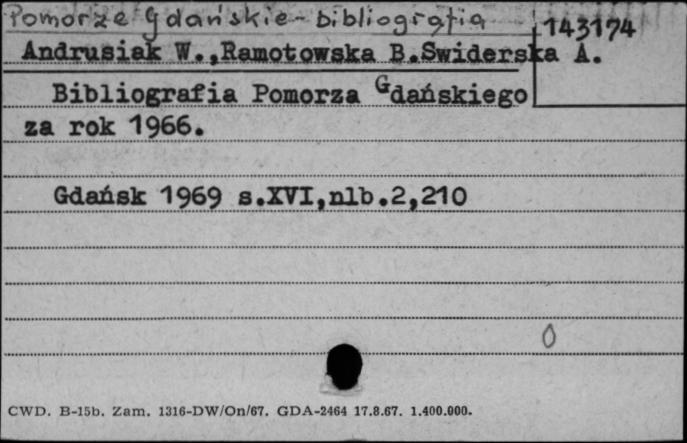 Pomorze Gdańskie - bibliografia
143174
Andrusiak W.,Ramotowska B.Swiderska A.
Bibliografia Pomorza Gdańskiego
za rok 1966.
Gdańsk 1969 s.XVI,nlb.2,210
0
CWD. B-15b. Zam. 1316-DW/On/67. GDA-2464 17.8.67. 1.400.000.